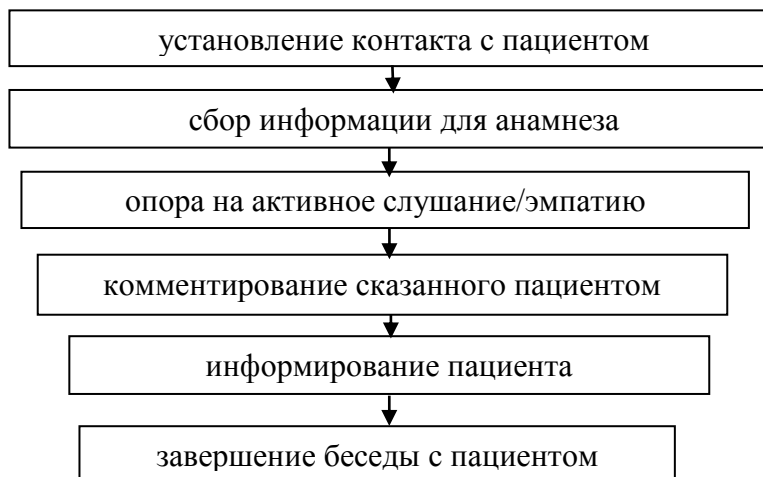 установление контакта с пациентом
сбор информации для анамнеза
опора на активное слушание/эмпатию
комментирование сказанного пациентом
информирование пациента
завершение беседы с пациентом